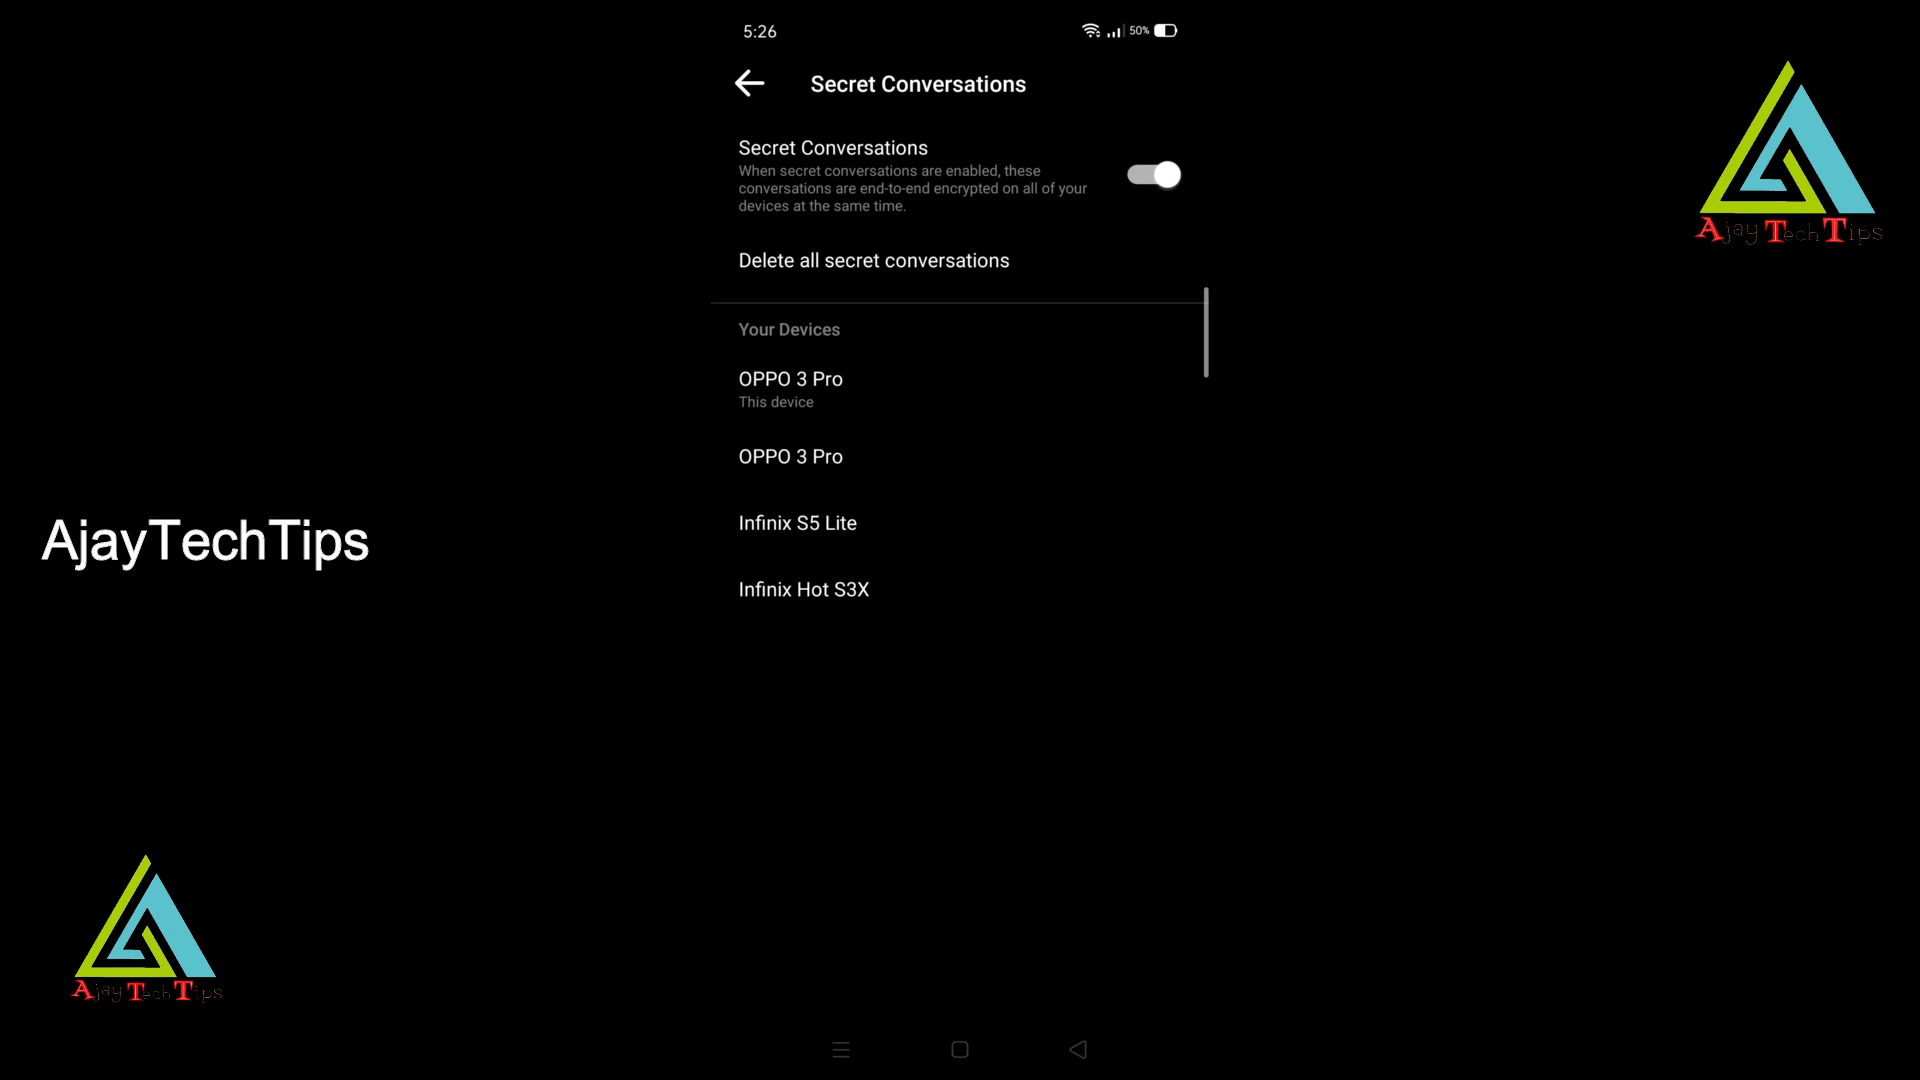 5:26
50%
Secret Conversations
Secret Conversations
When secret conversations are enabled, these
conversations are end-to-end encrypted on all of your
devices at the same time.
Delete all secret conversations
Your Devices
OPPO 3 Pro
This device
OPPO 3 Pro
Infinix S5 Lite
Infinix Hot S3X
AjayTechTips
Ajay Tech Tips
Ajay Tech Tips